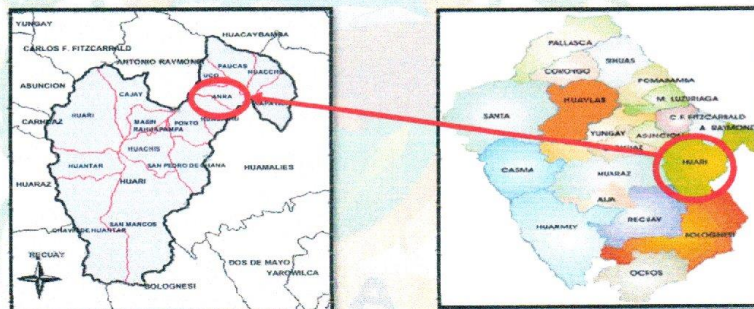 YUNGAY
HUACAYBAMBA
CARLOS F. FITZCARRALD
ANTONIO RAYMONDI
PAUCAS
UCO
HUACCHIS
ASUNCION
CAJAY
ANRA
HUARI
MASIN
PONTO
CARHUAZ
RAHUAPAMPA
HUACHIS
HUANTAR
SAN PEDRO DE CHANA
HUAMALIES
HUARAZ
HUARI
SAN MARCOS
CHAVIN DE HUANTAR
RECUAY
DOS DE MAYO
YAROWILCA
BOLOGNESI
PALLASCA
SIHUAS
CORONGO
POMABAMBA
HUAYLAS
M. LUZURIAGA
SANTA
C. F. FITZCARRALD
A. RAYMONDI
YUNGAY
ASUNCION
HUARI
CASMA
HUARAZ
AIJA
RECUAY
HUARMEY
BOLOGNESI
OCROS